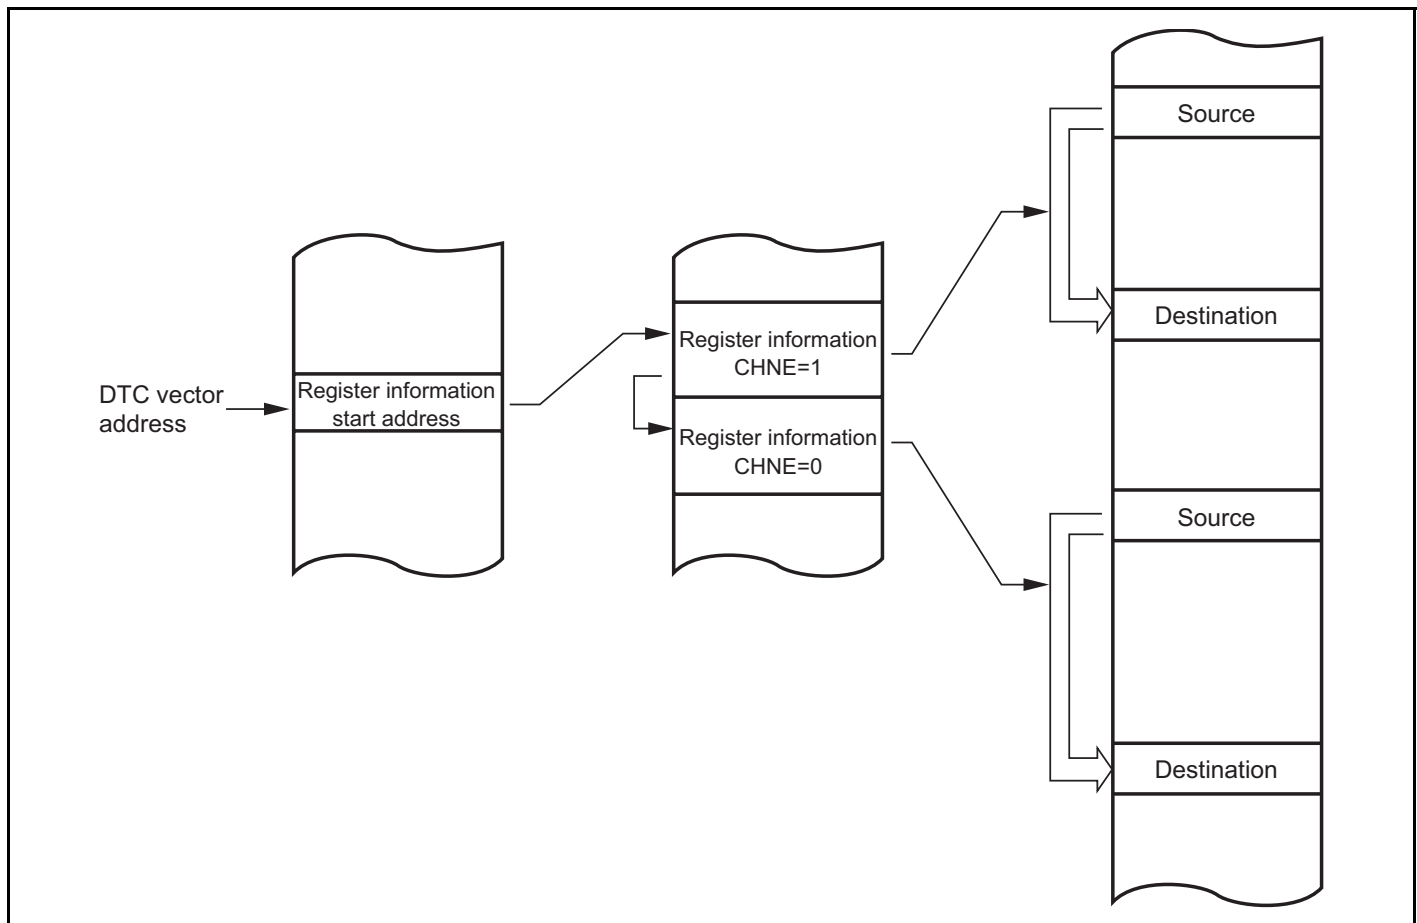 DTC vector
address
Register information
start address
Register information
CHNE=1
Register information
CHNE=0
Source
Destination
Source
Destination